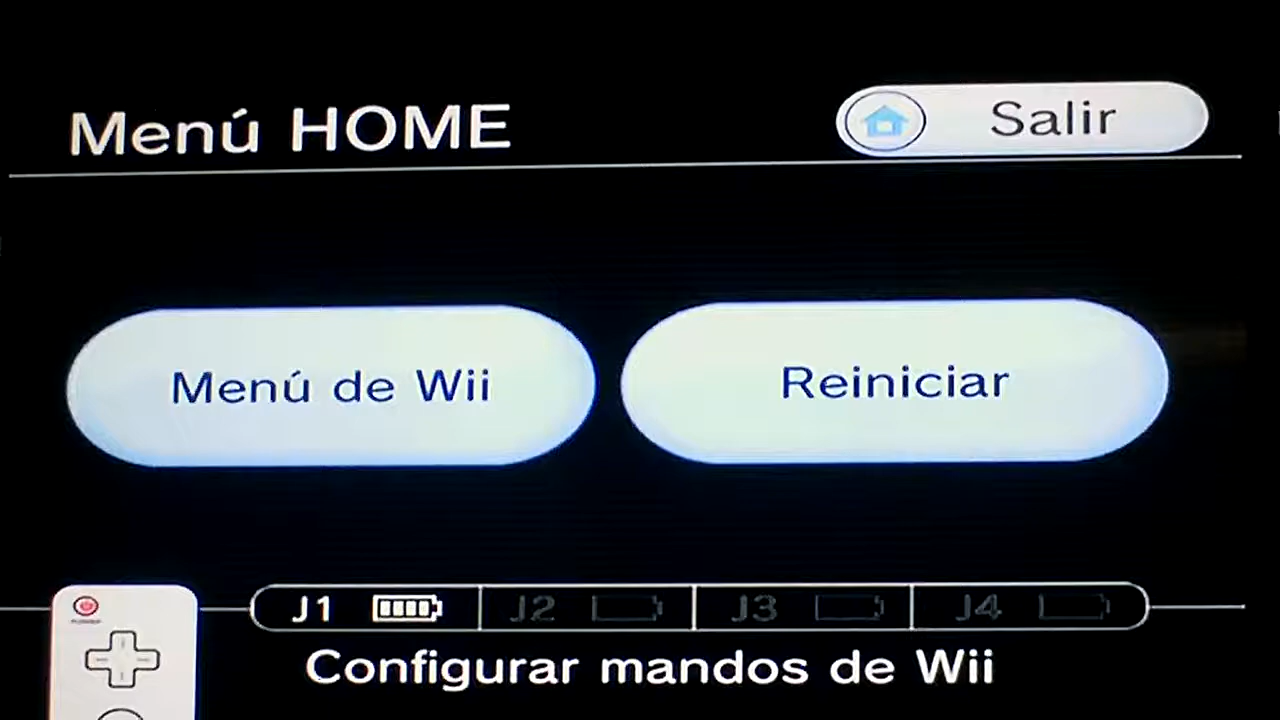 Menú HOME
Salir
Menú de Wii
Reiniciar
J1 J2 J3 J4
Configurar mandos de Wii